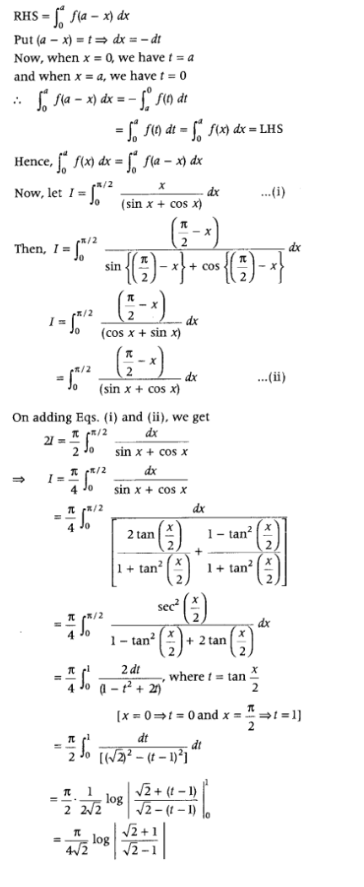 RHS = ∫₀ᵃ f(a − x) dx
Put (a − x) = t ⇒ dx = − dt
Now, when x = 0, we have t = a
and when x = a, we have t = 0
∴ ∫₀ᵃ f(a − x) dx = − ∫ₐ⁰ f(t) dt
= ∫₀ᵃ f(t) dt = ∫₀ᵃ f(x) dx = LHS
Hence, ∫₀ᵃ f(x) dx = ∫₀ᵃ f(a − x) dx
Now, let I = ∫₀^(π/2) x/(sin x + cos x) dx ...(i)
Then, I = ∫₀^(π/2) (π/2 − x)/(sin {(π/2) − x} + cos {(π/2) − x}) dx
I = ∫₀^(π/2) (π/2 − x)/(cos x + sin x) dx
= ∫₀^(π/2) (π/2 − x)/(sin x + cos x) dx ...(ii)
On adding Eqs. (i) and (ii), we get
2I = π/2 ∫₀^(π/2) dx/(sin x + cos x)
⇒ I = π/4 ∫₀^(π/2) dx/(sin x + cos x)
= π/4 ∫₀^(π/2) dx/[2 tan (x/2)/(1 + tan² (x/2)) + (1 − tan² (x/2))/(1 + tan² (x/2))]
= π/4 ∫₀^(π/2) sec² (x/2)/(1 − tan² (x/2) + 2 tan (x/2)) dx
= π/4 ∫₀¹ 2 dt/(1 − t² + 2t), where t = tan x/2
[x = 0 ⇒ t = 0 and x = π/2 ⇒ t = 1]
= π/2 ∫₀¹ dt/[(√2)² − (t − 1)²] dt
= π/2 · 1/(2√2) log |(√2 + (t − 1))/(√2 − (t − 1))|₀¹
= π/(4√2) log |(√2 + 1)/(√2 − 1)|